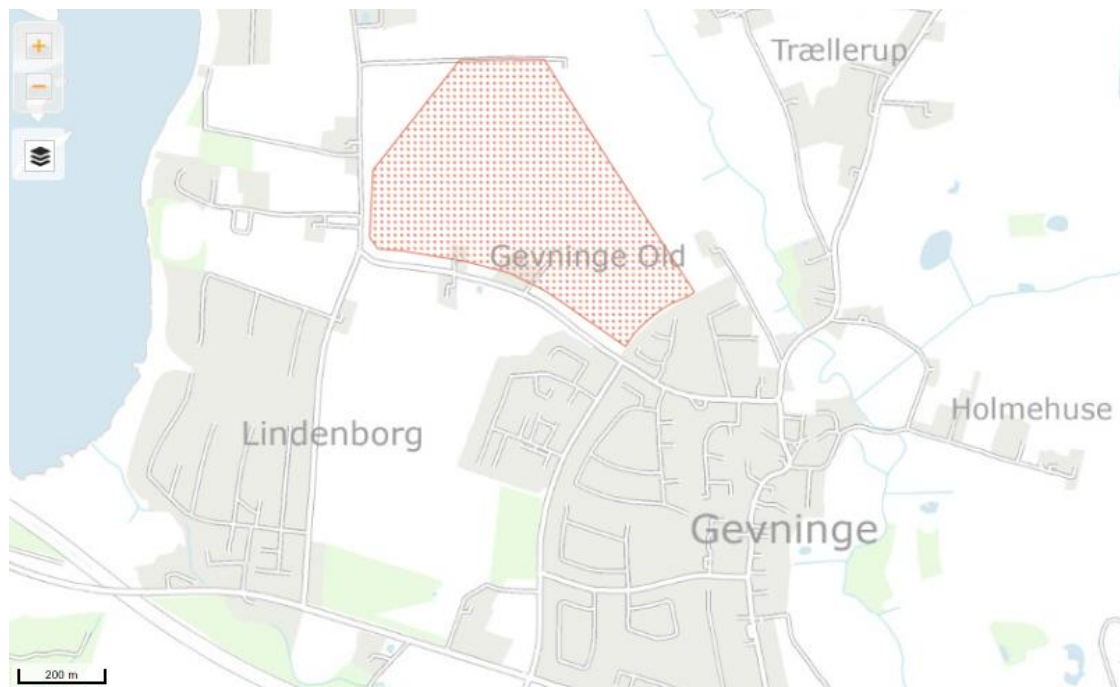 Trællerup
Gevninge Old
Holmehuse
Lindenborg
Gevninge
200 m